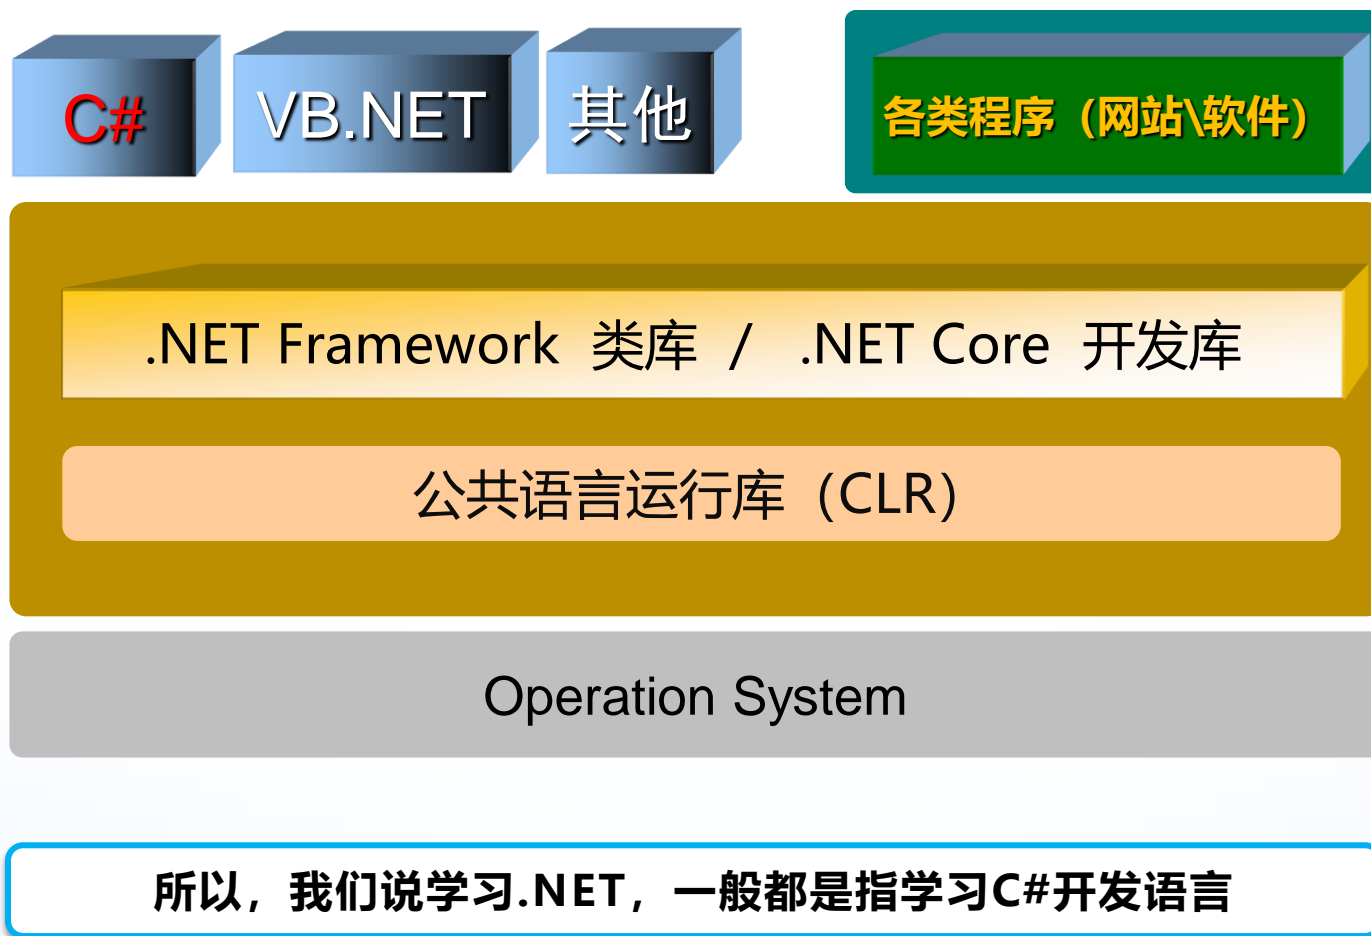 C#
VB.NET
其他
各类程序（网站\软件）
.NET Framework 类库 / .NET Core 开发库
公共语言运行库（CLR）
Operation System
所以，我们说学习.NET，一般都是指学习C#开发语言